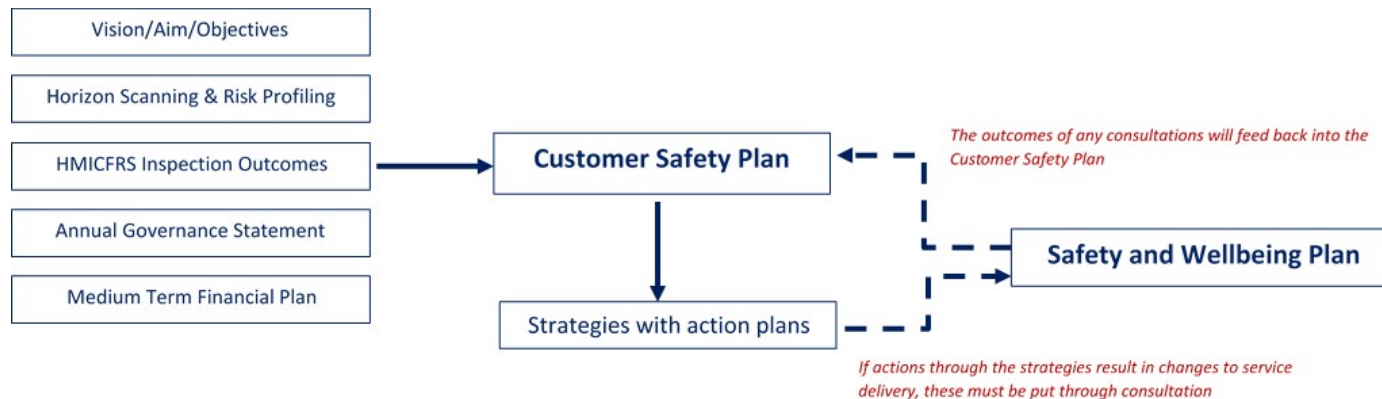 Vision/Aim/Objectives
Horizon Scanning & Risk Profiling
HMICFRS Inspection Outcomes
Annual Governance Statement
Medium Term Financial Plan
Customer Safety Plan
Strategies with action plans
The outcomes of any consultations will feed back into the
Customer Safety Plan
Safety and Wellbeing Plan
If actions through the strategies result in changes to service
delivery, these must be put through consultation